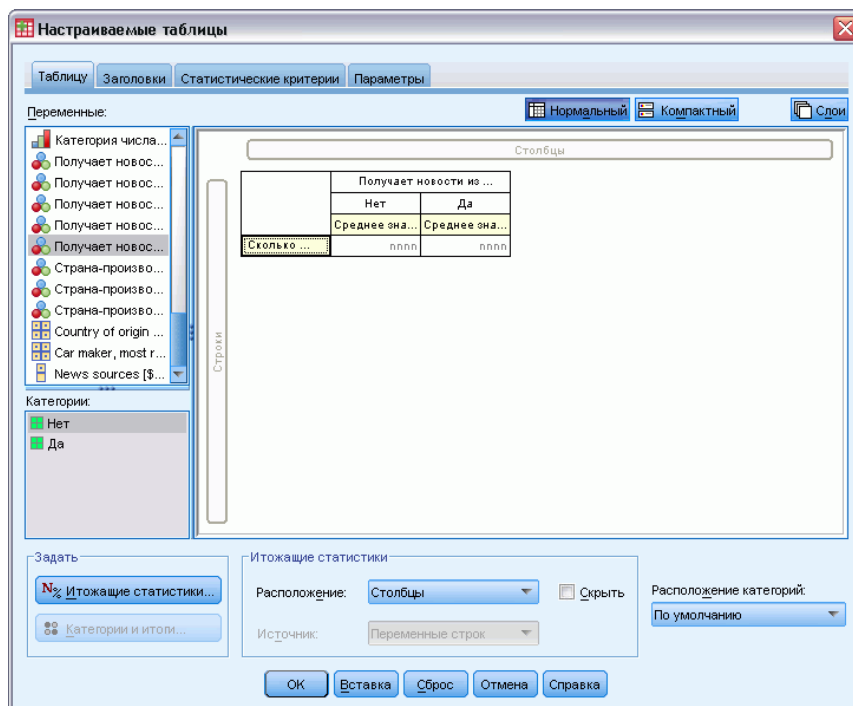 Настраиваемые таблицы
Таблицу Заголовки Статистические критерии Параметры
Переменные:
Нормальный Компактный Слои
Категория числа...
Получает новос...
Получает новос...
Получает новос...
Получает новос...
Получает новос...
Страна-произво...
Страна-произво...
Страна-произво...
Country of origin ...
Car maker, most r...
News sources [$...
Категории:
Нет
Да
Столбцы
Строки
Получает новости из ...
Нет Да
Среднее зна... Среднее зна...
Сколько ... nnnn nnnn
Задать
N% Итожащие статистики...
Категории и итоги...
Итожащие статистики
Расположение: Столбцы Скрыть
Источник: Переменные строк
Расположение категорий:
По умолчанию
OK Вставка Сброс Отмена Справка